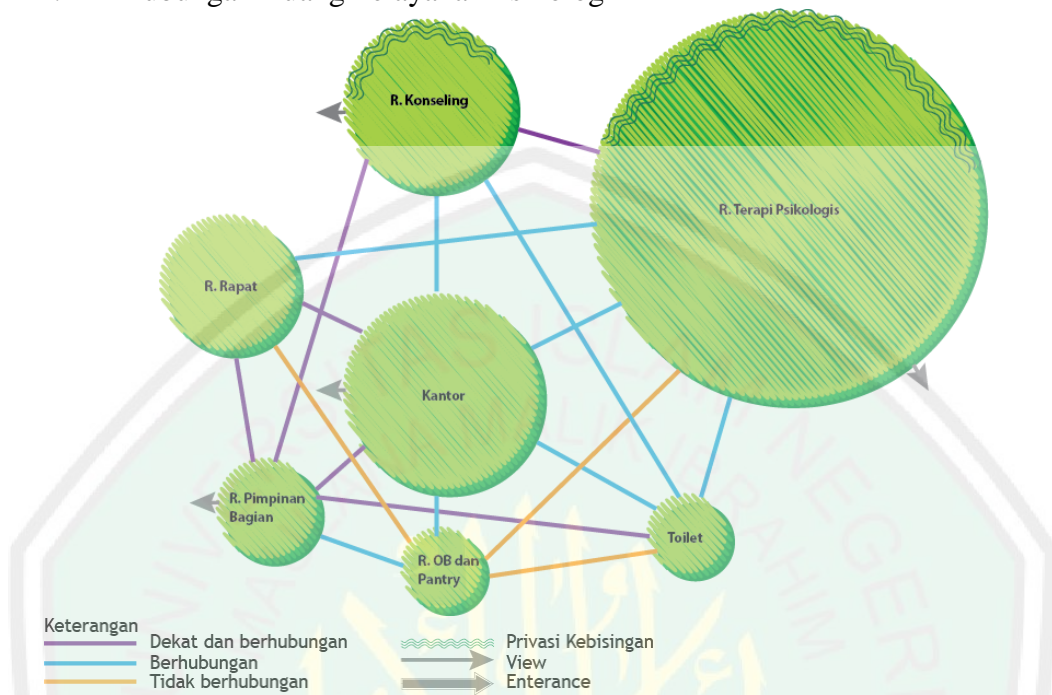 R. Konseling
R. Terapi Psikologis
R. Rapat
Kantor
R. Pimpinan
Bagian
R. OB dan
Pantry
Toilet
Keterangan
Dekat dan berhubungan
Berhubungan
Tidak berhubungan
Privasi Kebisingan
View
Enterance